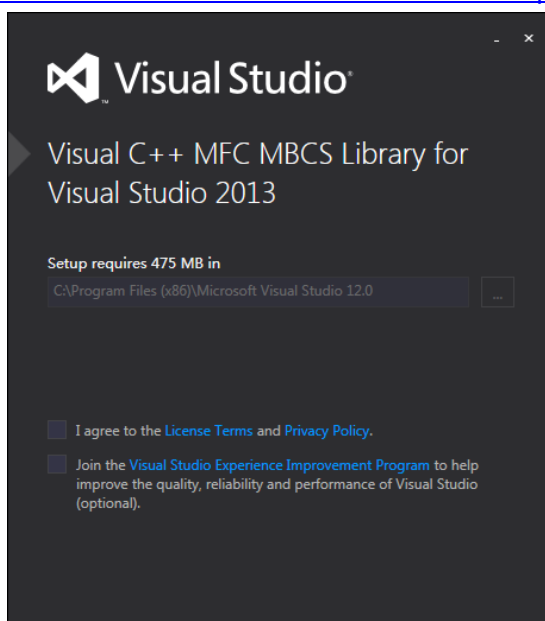 Visual Studio
Visual C++ MFC MBCS Library for
Visual Studio 2013
Setup requires 475 MB in
C:\Program Files (x86)\Microsoft Visual Studio 12.0
...
I agree to the License Terms and Privacy Policy.
Join the Visual Studio Experience Improvement Program to help
improve the quality, reliability and performance of Visual Studio
(optional).